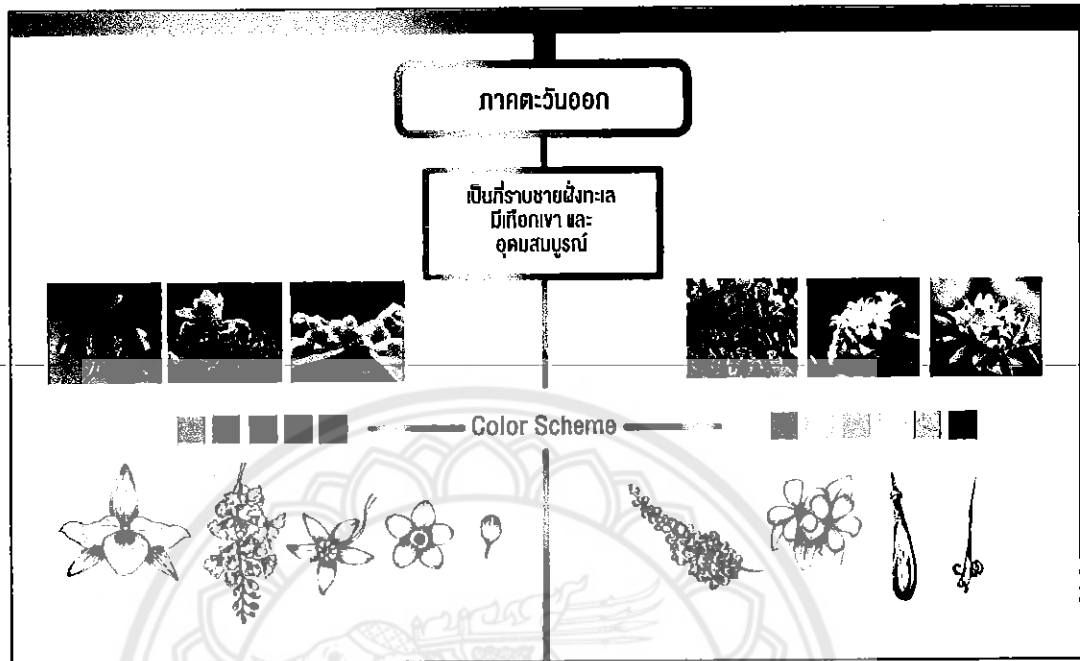 ภาคตะวันออก
เป็นที่ราบชายฝั่งทะเล
มีเทือกเขา และ
อุดมสมบูรณ์
Color Scheme